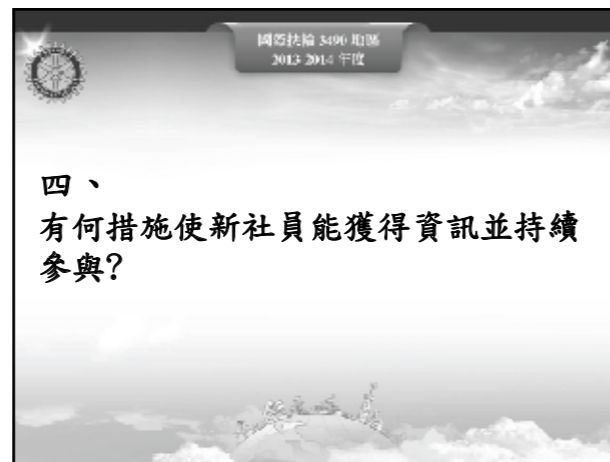 國際扶輪 3490 地區
2013-2014 年度
四、
有何措施使新社員能獲得資訊並持續
參與?